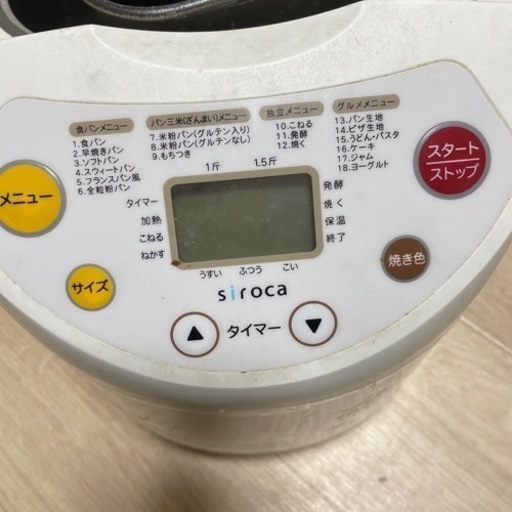 食パンメニュー
1.食パン
2.早焼きパン
3.ソフトパン
4.スウィートパン
5.フランスパン風
6.全粒粉パン
パン三米(ざんまい)メニュー
7.米粉パン(グルテン入り)
8.米粉パン(グルテンなし)
9.もちつき
独立メニュー
10.こねる
11.発酵
12.焼く
グルメメニュー
13.パン生地
14.ピザ生地
15.うどん・パスタ
16.ケーキ
17.ジャム
18.ヨーグルト
メニュー
スタート
ストップ
1斤 1.5斤
タイマー
加熱
こねる
ねかす
発酵
焼く
保温
終了
うすい ふつう こい
サイズ
焼き色
siroca
▲ タイマー ▼